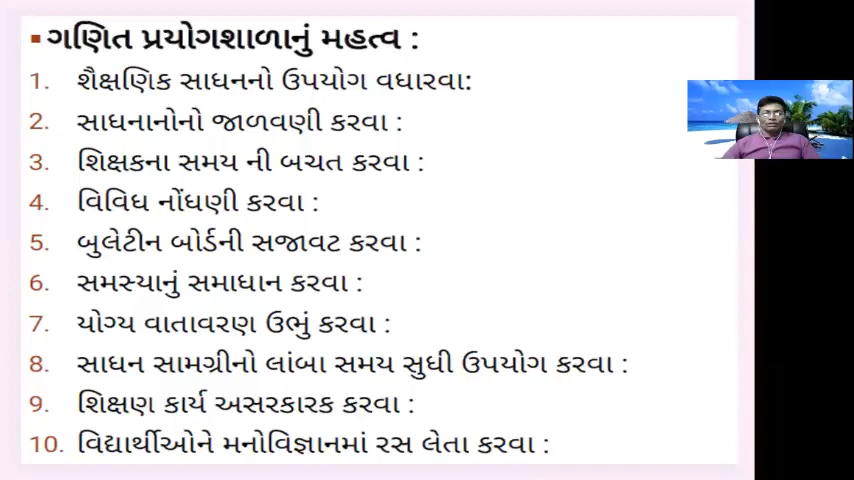 ▪ ગણિત પ્રયોગશાળાનું મહત્વ :
1. શૈક્ષણિક સાધનનો ઉપયોગ વધારવા:
2. સાધનાનોનો જાળવણી કરવા :
3. શિક્ષકના સમય ની બચત કરવા :
4. વિવિધ નોંધણી કરવા :
5. બુલેટીન બોર્ડની સજાવટ કરવા :
6. સમસ્યાનું સમાધાન કરવા :
7. યોગ્ય વાતાવરણ ઉભું કરવા :
8. સાધન સામગ્રીનો લાંબા સમય સુધી ઉપયોગ કરવા :
9. શિક્ષણ કાર્ય અસરકારક કરવા :
10. વિદ્યાર્થીઓને મનોવિજ્ઞાનમાં રસ લેતા કરવા :